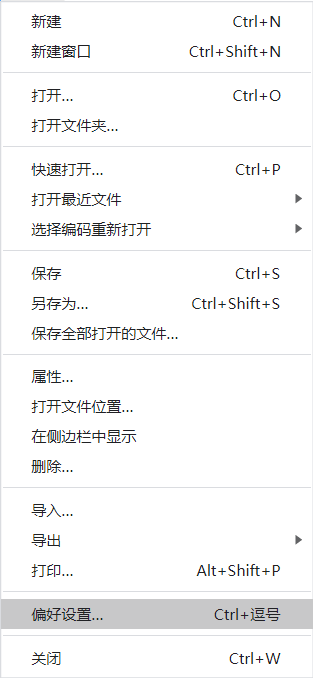 新建 Ctrl+N
新建窗口 Ctrl+Shift+N
打开... Ctrl+O
打开文件夹...
快速打开... Ctrl+P
打开最近文件
选择编码重新打开
保存 Ctrl+S
另存为... Ctrl+Shift+S
保存全部打开的文件...
属性...
打开文件位置...
在侧边栏中显示
删除...
导入...
导出
打印... Alt+Shift+P
偏好设置... Ctrl+逗号
关闭 Ctrl+W